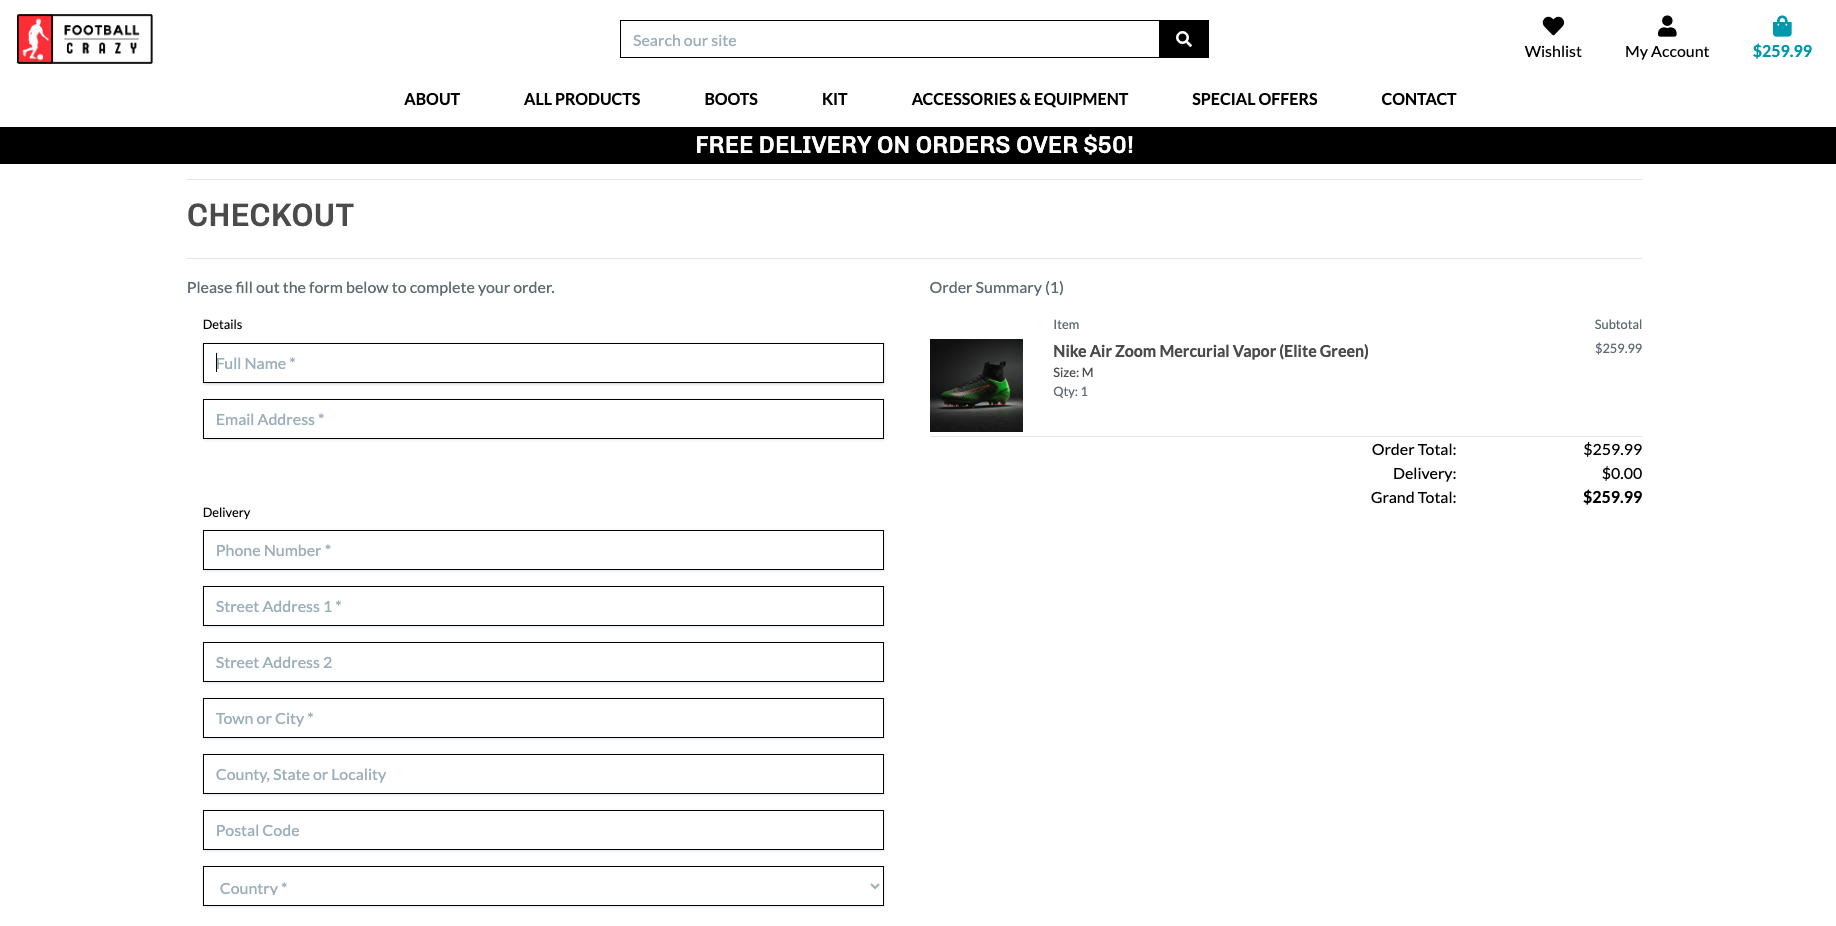 FOOTBALL
CRAZY
Search our site
Wishlist
My Account
$259.99
ABOUT
ALL PRODUCTS
BOOTS
KIT
ACCESSORIES & EQUIPMENT
SPECIAL OFFERS
CONTACT
FREE DELIVERY ON ORDERS OVER $50!
CHECKOUT
Please fill out the form below to complete your order.
Details
Full Name *
Email Address *
Delivery
Phone Number *
Street Address 1 *
Street Address 2
Town or City *
County, State or Locality
Postal Code
Country *
Order Summary (1)
Item
Subtotal
Nike Air Zoom Mercurial Vapor (Elite Green)
$259.99
Size: M
Qty: 1
Order Total: $259.99
Delivery: $0.00
Grand Total: $259.99